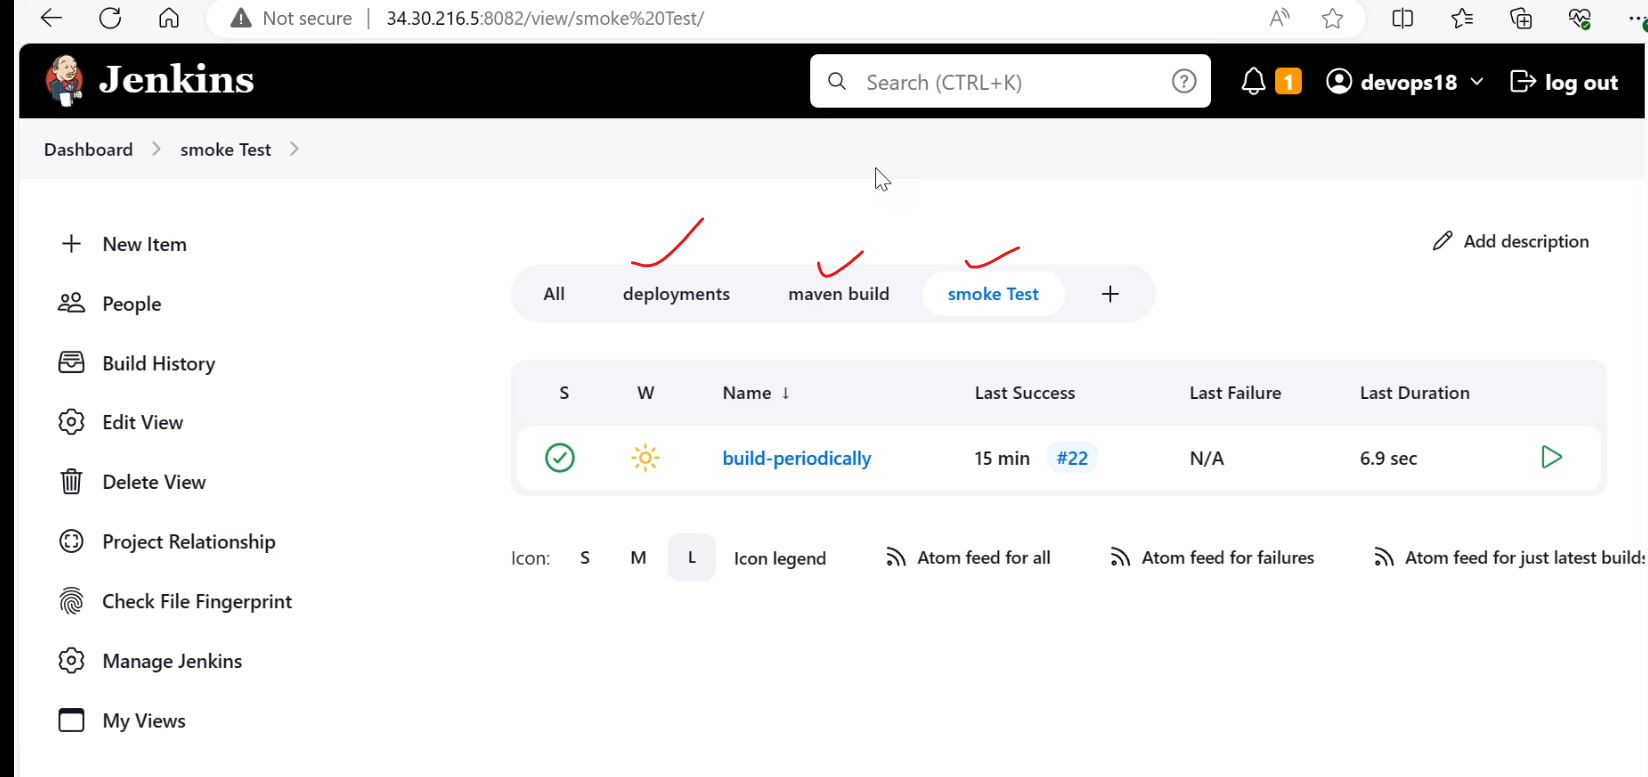 Not secure 34.30.216.5:8082/view/smoke%20Test/
Jenkins
Search (CTRL+K)
1
devops18
log out
Dashboard smoke Test
New Item
People
Build History
Edit View
Delete View
Project Relationship
Check File Fingerprint
Manage Jenkins
My Views
Add description
All deployments maven build smoke Test +
S W Name ↓ Last Success Last Failure Last Duration
build-periodically 15 min #22 N/A 6.9 sec
Icon: S M L Icon legend Atom feed for all Atom feed for failures Atom feed for just latest builds